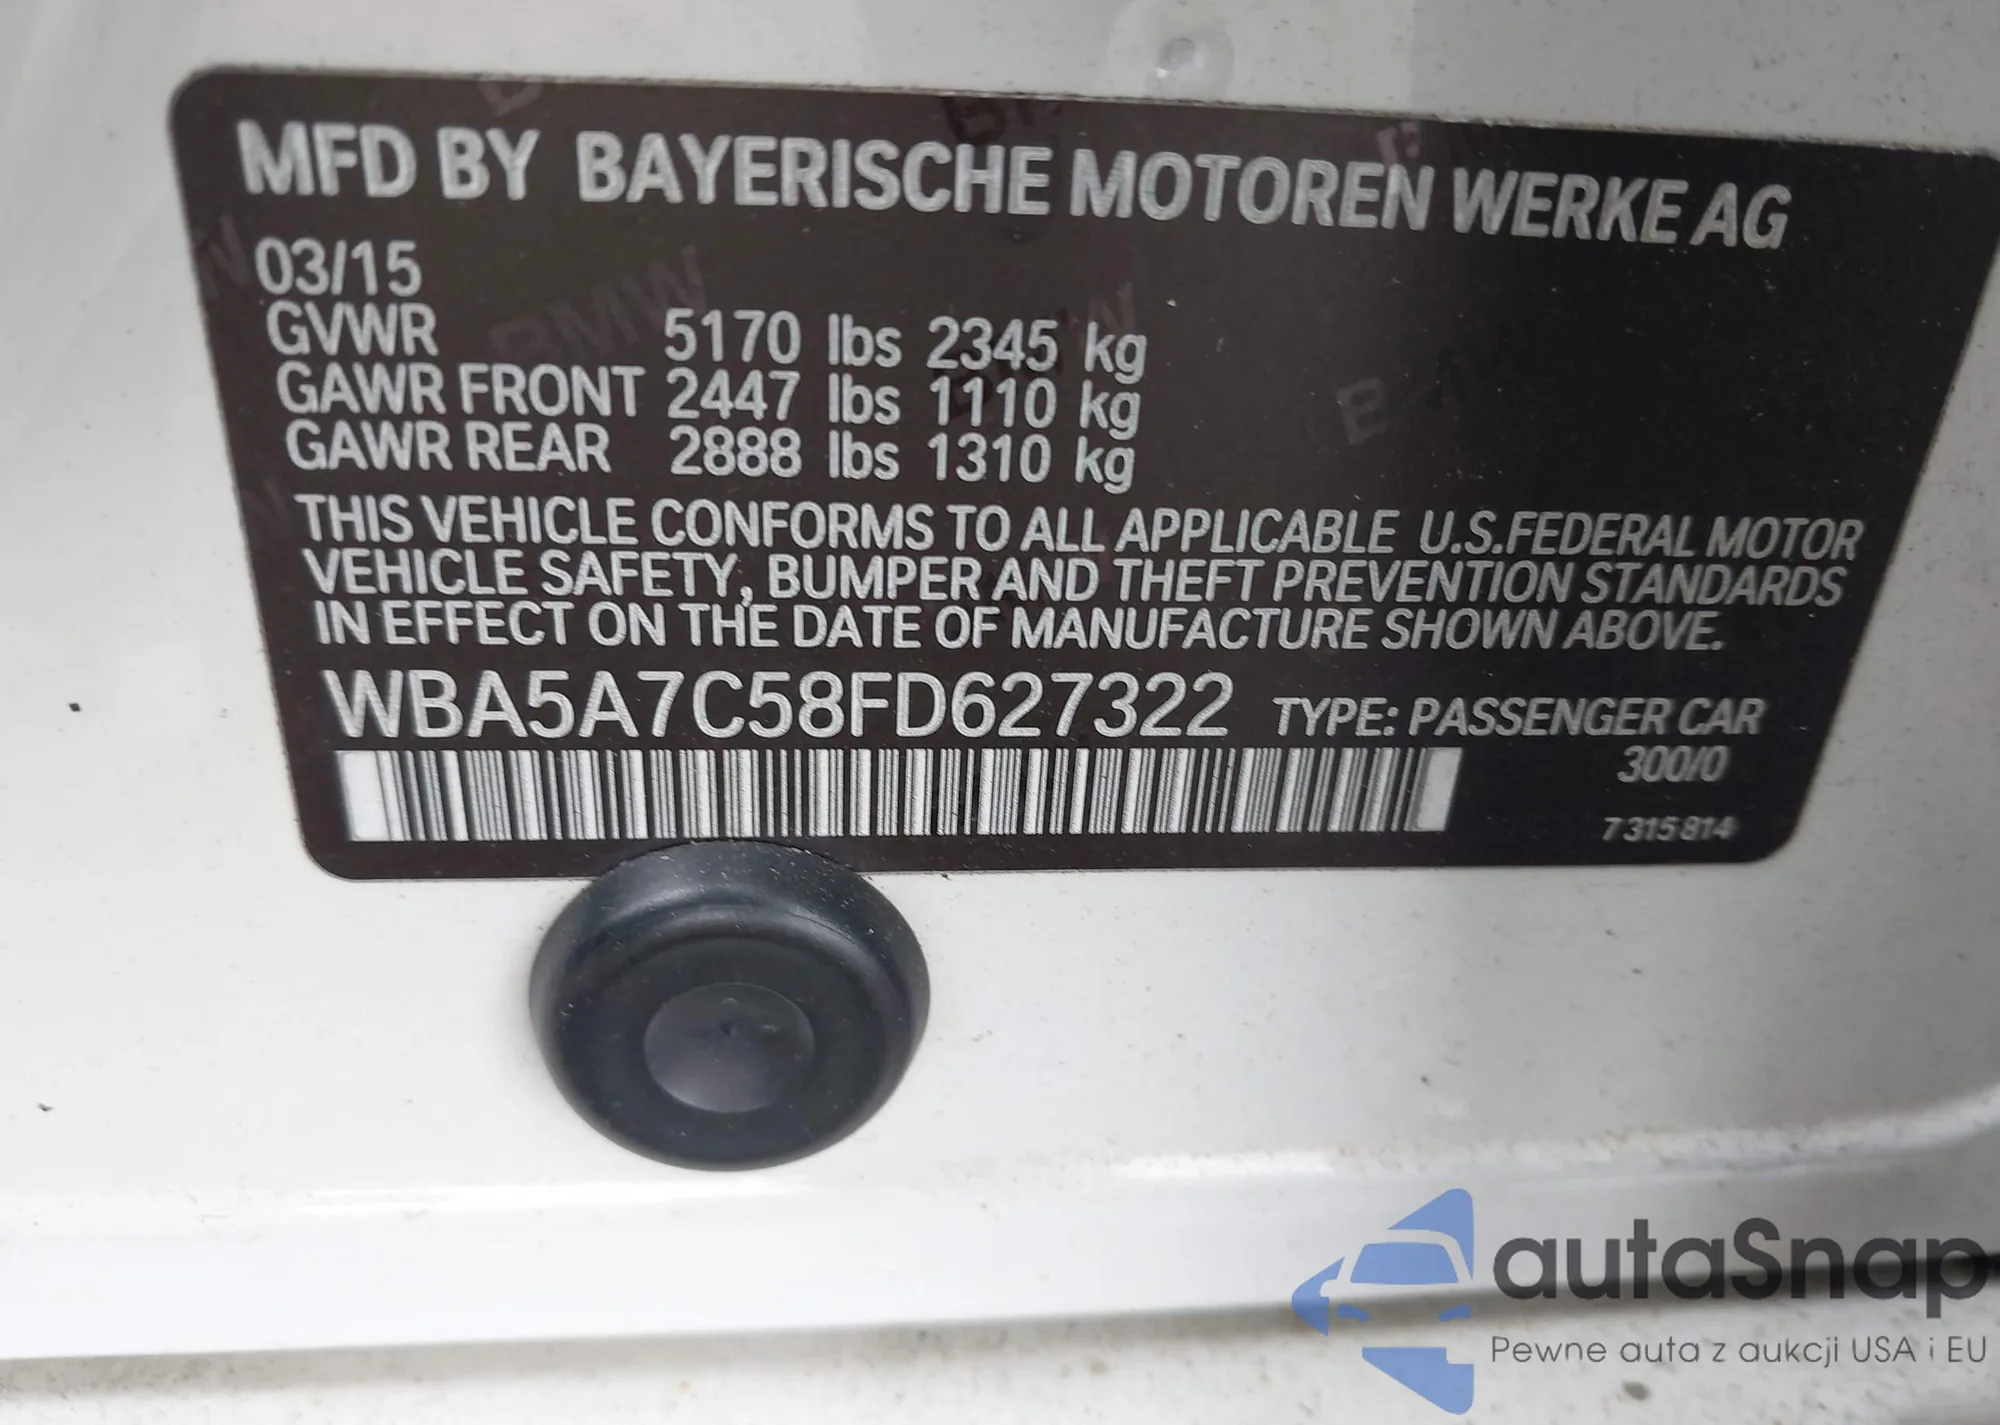 MFD BY BAYERISCHE MOTOREN WERKE AG
03/15
GVWR 5170 lbs 2345 kg
GAWR FRONT 2447 lbs 1110 kg
GAWR REAR 2888 lbs 1310 kg
THIS VEHICLE CONFORMS TO ALL APPLICABLE U.S.FEDERAL MOTOR
VEHICLE SAFETY, BUMPER AND THEFT PREVENTION STANDARDS
IN EFFECT ON THE DATE OF MANUFACTURE SHOWN ABOVE.
WBA5A7C58FD627322 TYPE: PASSENGER CAR
300/0
7 315 814
autaSnap
Pewne auta z aukcji USA i EU